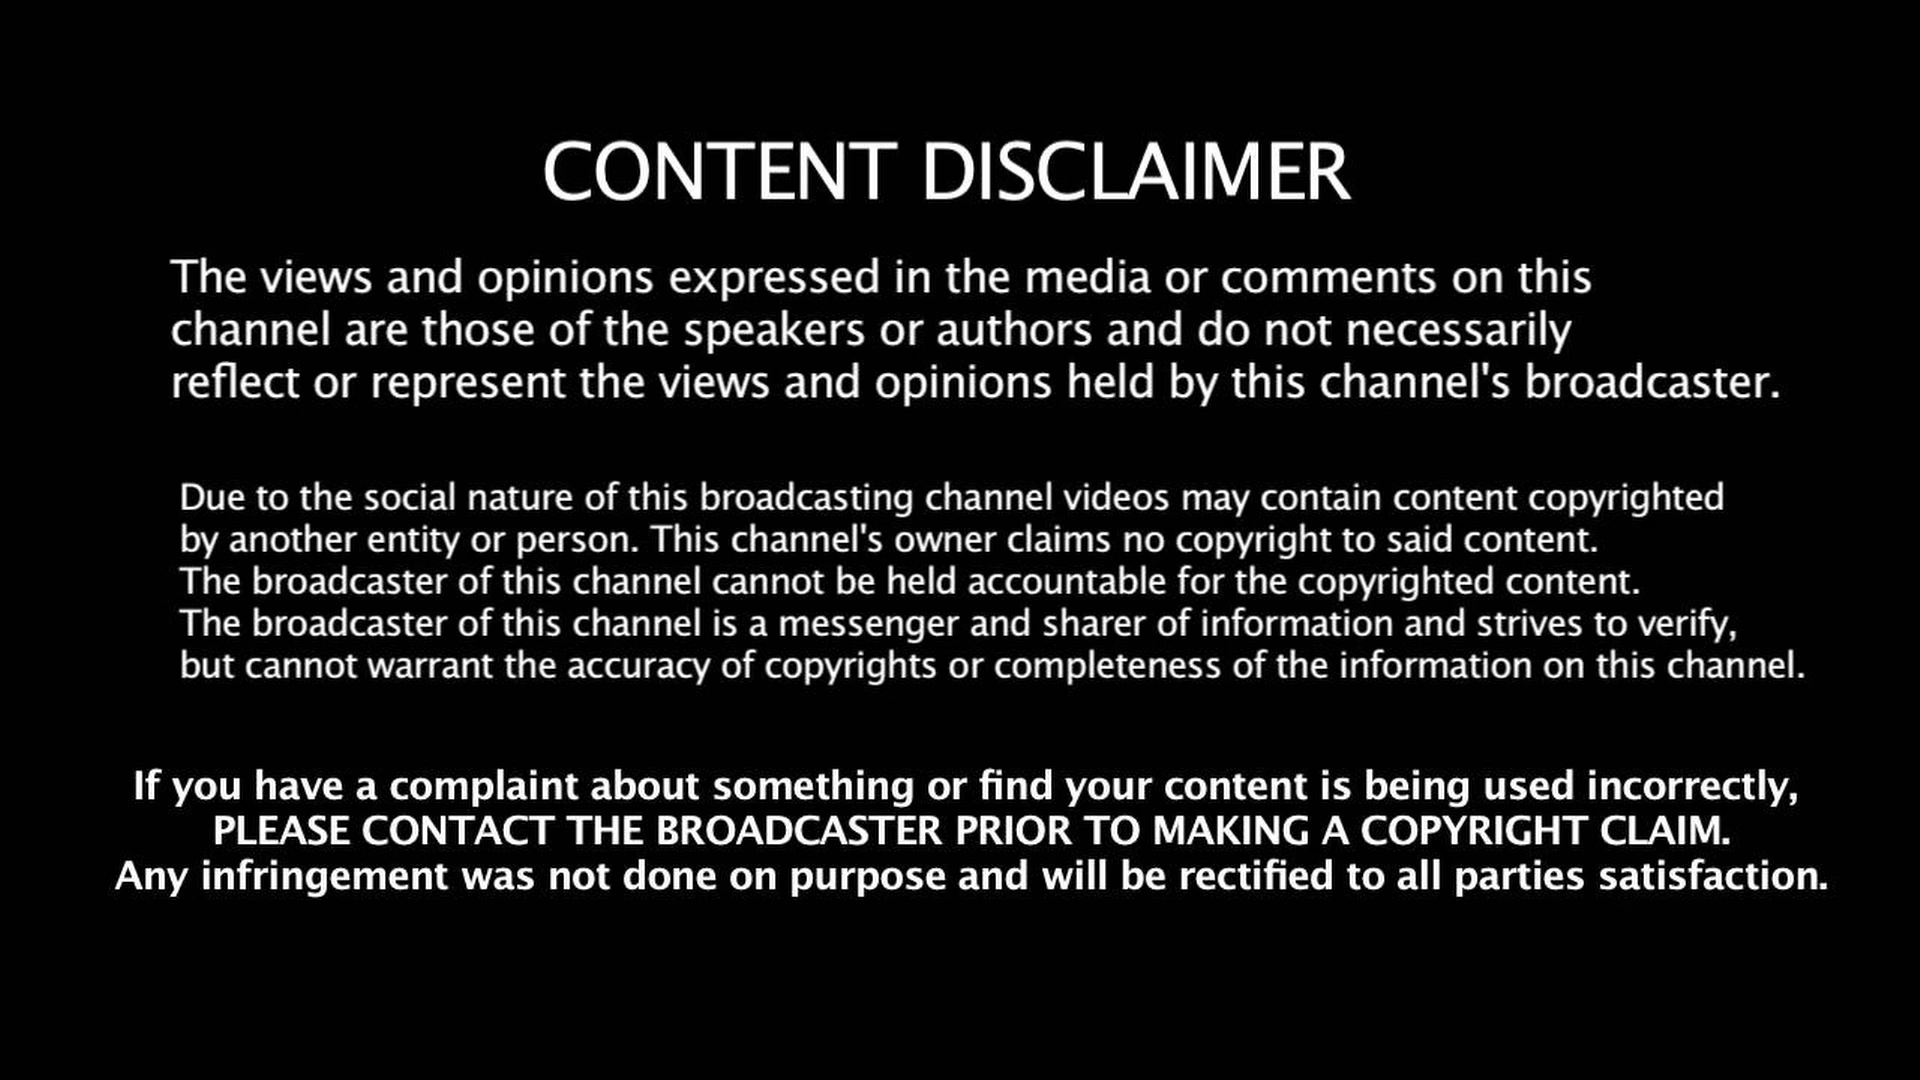 CONTENT DISCLAIMER
The views and opinions expressed in the media or comments on this
channel are those of the speakers or authors and do not necessarily
reflect or represent the views and opinions held by this channel's broadcaster.
Due to the social nature of this broadcasting channel videos may contain content copyrighted
by another entity or person. This channel's owner claims no copyright to said content.
The broadcaster of this channel cannot be held accountable for the copyrighted content.
The broadcaster of this channel is a messenger and sharer of information and strives to verify,
but cannot warrant the accuracy of copyrights or completeness of the information on this channel.
If you have a complaint about something or find your content is being used incorrectly,
PLEASE CONTACT THE BROADCASTER PRIOR TO MAKING A COPYRIGHT CLAIM.
Any infringement was not done on purpose and will be rectified to all parties satisfaction.